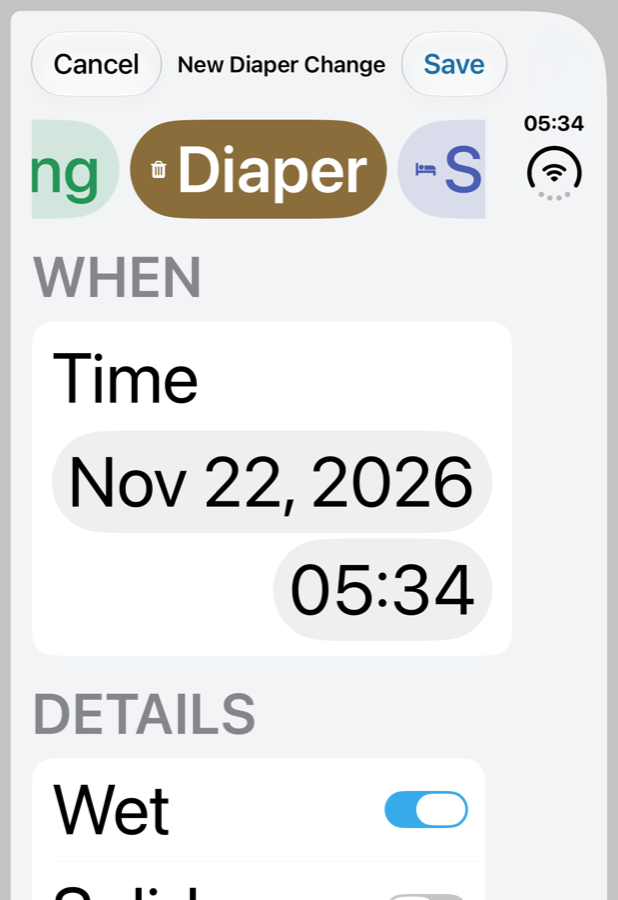 Cancel New Diaper Change Save
05:34
ng Diaper S
WHEN
Time
Nov 22, 2026
05:34
DETAILS
Wet